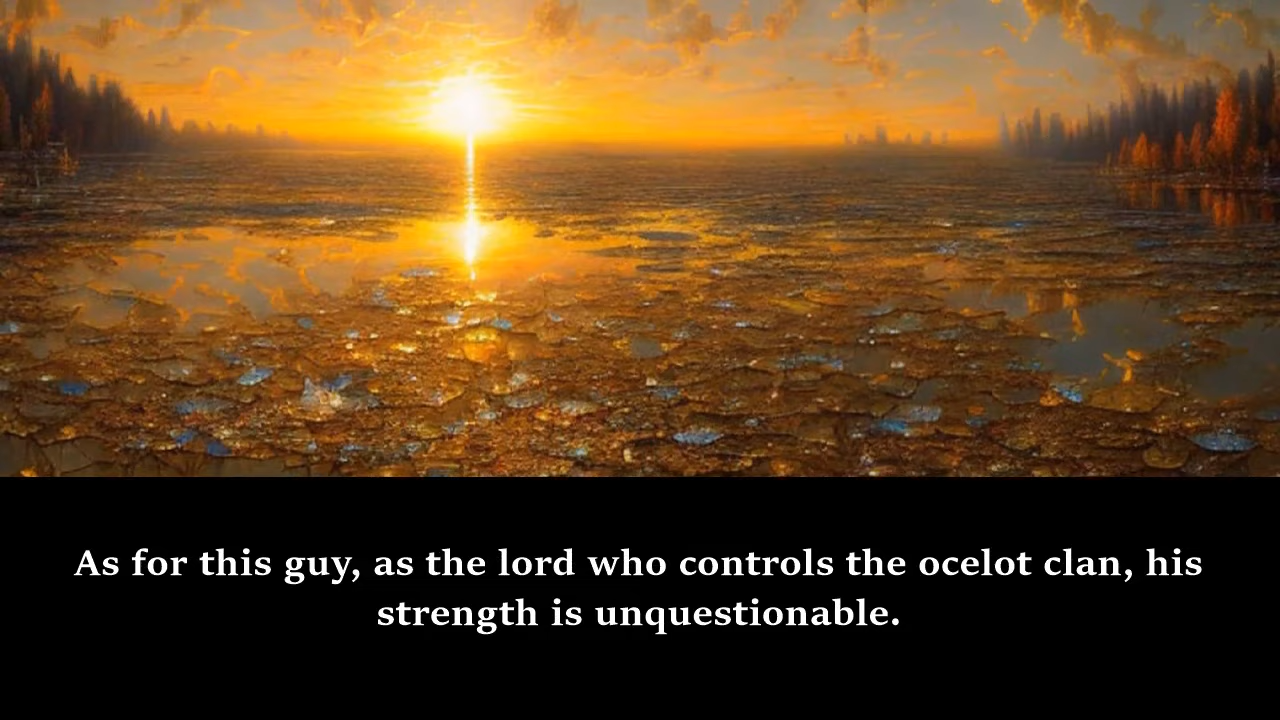 As for this guy, as the lord who controls the ocelot clan, his
strength is unquestionable.